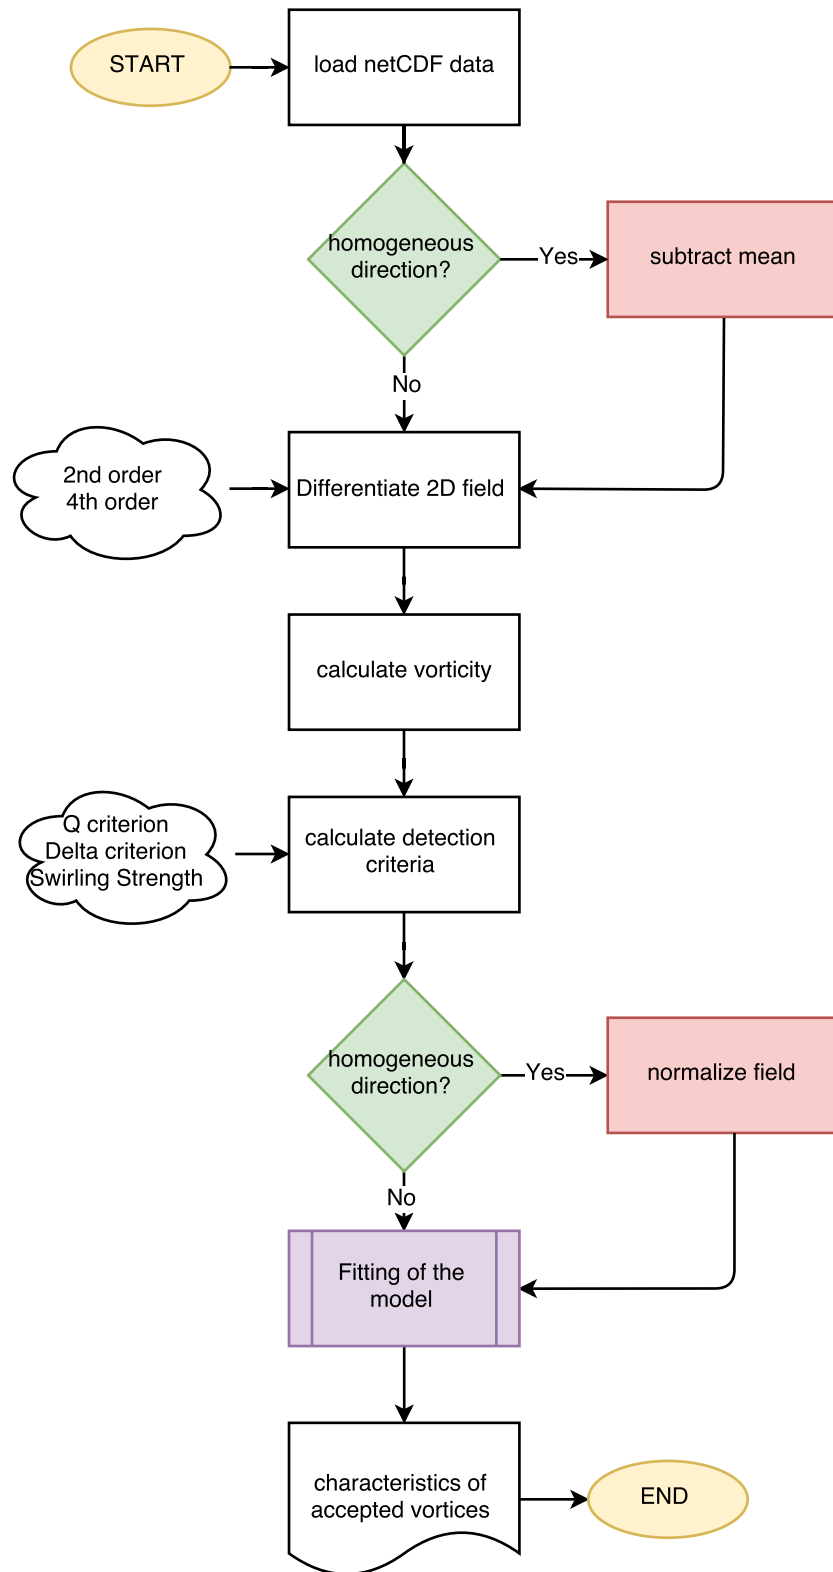 START
load netCDF data
homogeneous
direction?
Yes
subtract mean
No
2nd order
4th order
Differentiate 2D field
calculate vorticity
Q criterion
Delta criterion
Swirling Strength
calculate detection
criteria
homogeneous
direction?
Yes
normalize field
No
Fitting of the
model
characteristics of
accepted vortices
END